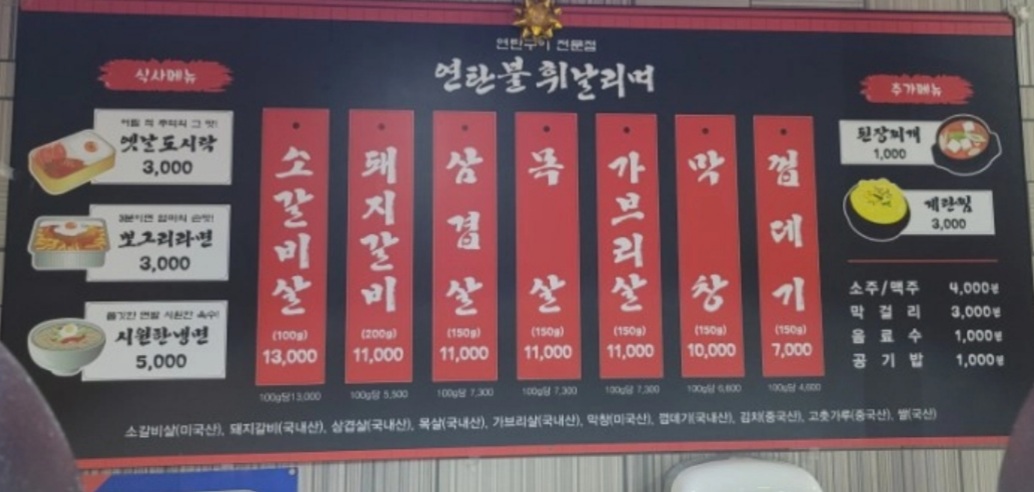 연탄구이 전문점
연탄불 휘날리며
식사메뉴
옛날도시락
3,000
뽀그리라면
3,000
시원한냉면
5,000
소갈비살
(100g)
13,000
100g당13,000
돼지갈비
(200g)
11,000
100g당 5,500
삼겹살
(150g)
11,000
100g당 7,300
목살
(150g)
11,000
100g당 7,300
가브리살
(150g)
11,000
100g당 7,300
막창
(150g)
10,000
100g당 6,600
껍데기
(150g)
7,000
100g당 4,600
추가메뉴
된장찌개
1,000
계란찜
3,000
소주/맥주 4,000원
막걸리 3,000원
음료수 1,000원
공기밥 1,000원
소갈비살(미국산), 돼지갈비(국내산), 삼겹살(국내산), 목살(국내산), 가브리살(국내산), 막창(미국산), 껍데기(국내산), 김치(중국산), 고춧가루(중국산), 쌀(국산)